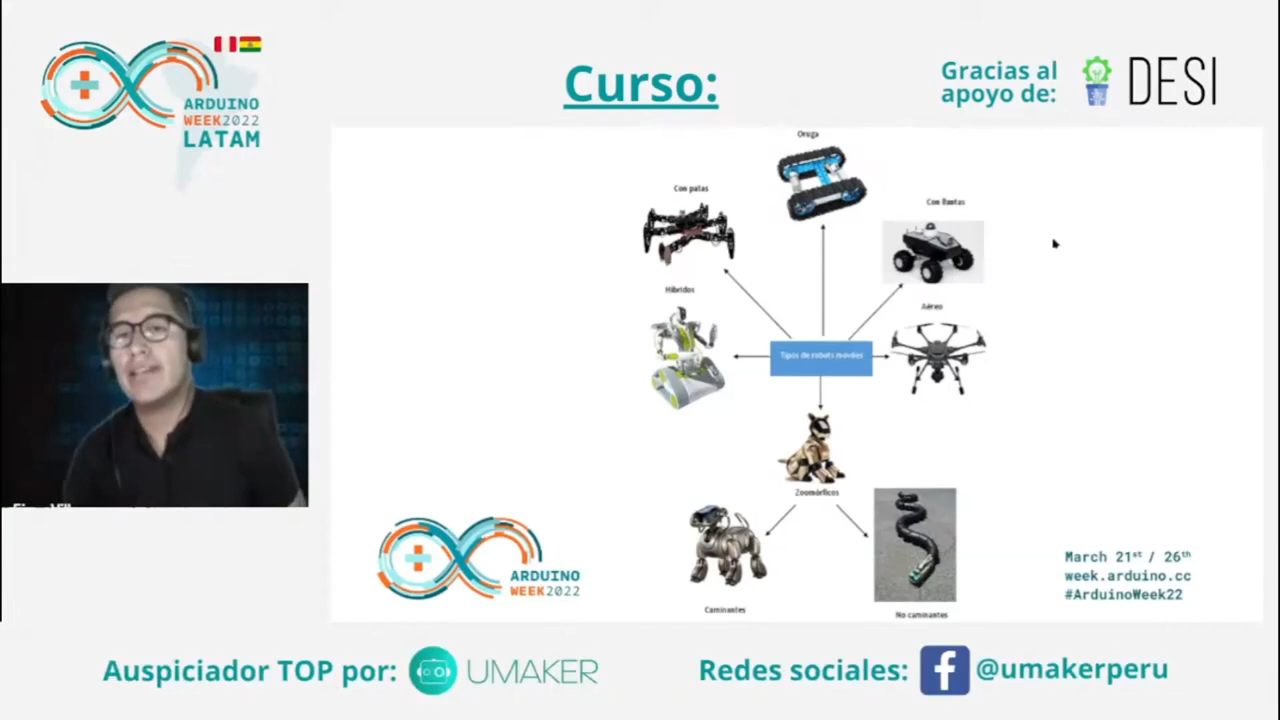 ARDUINO
WEEK2022
LATAM
Curso:
Gracias al
apoyo de:
DESI
Oruga
Con patas
Con llantas
Híbridos
Aéreo
Tipos de robots móviles
Zoomórficos
Caminantes
No caminantes
ARDUINO
WEEK2022
March 21st / 26th
week.arduino.cc
#ArduinoWeek22
Auspiciador TOP por:
UMAKER
Redes sociales:
@umakerperu